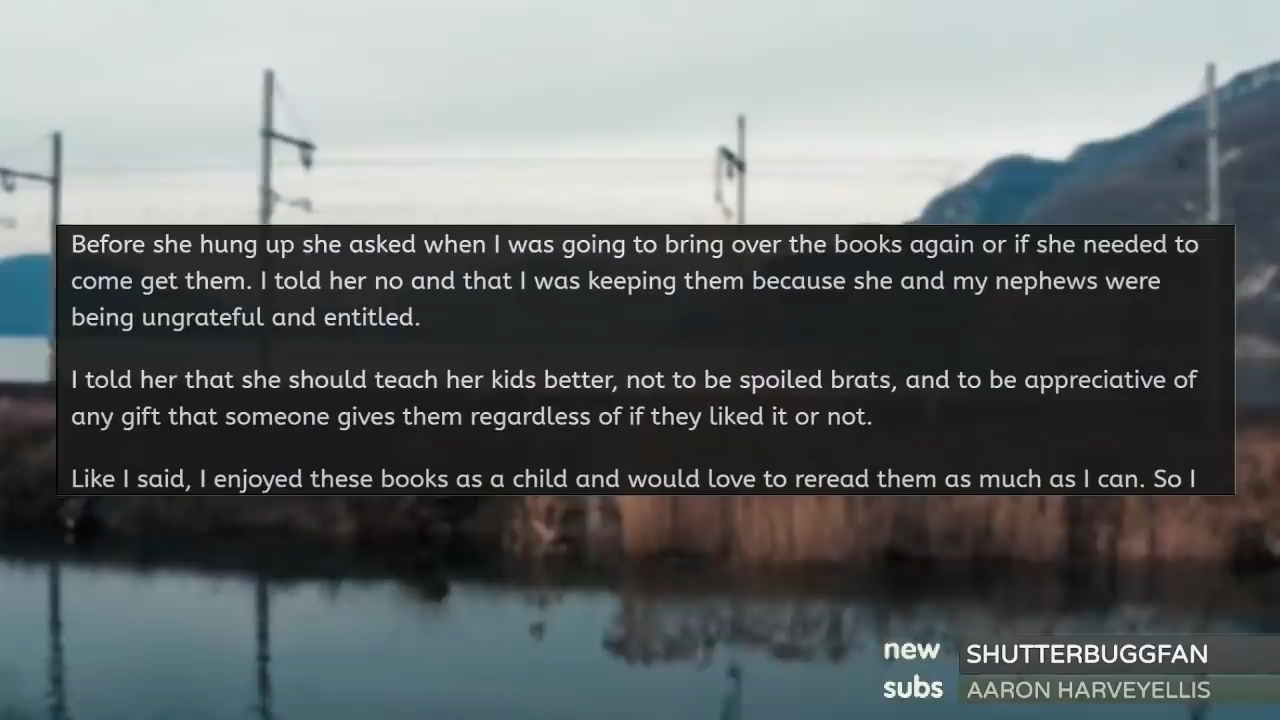 Before she hung up she asked when I was going to bring over the books again or if she needed to
come get them. I told her no and that I was keeping them because she and my nephews were
being ungrateful and entitled.
I told her that she should teach her kids better, not to be spoiled brats, and to be appreciative of
any gift that someone gives them regardless of if they liked it or not.
Like I said, I enjoyed these books as a child and would love to reread them as much as I can. So I
new SHUTTERBUGGFAN
subs AARON HARVEYELLIS